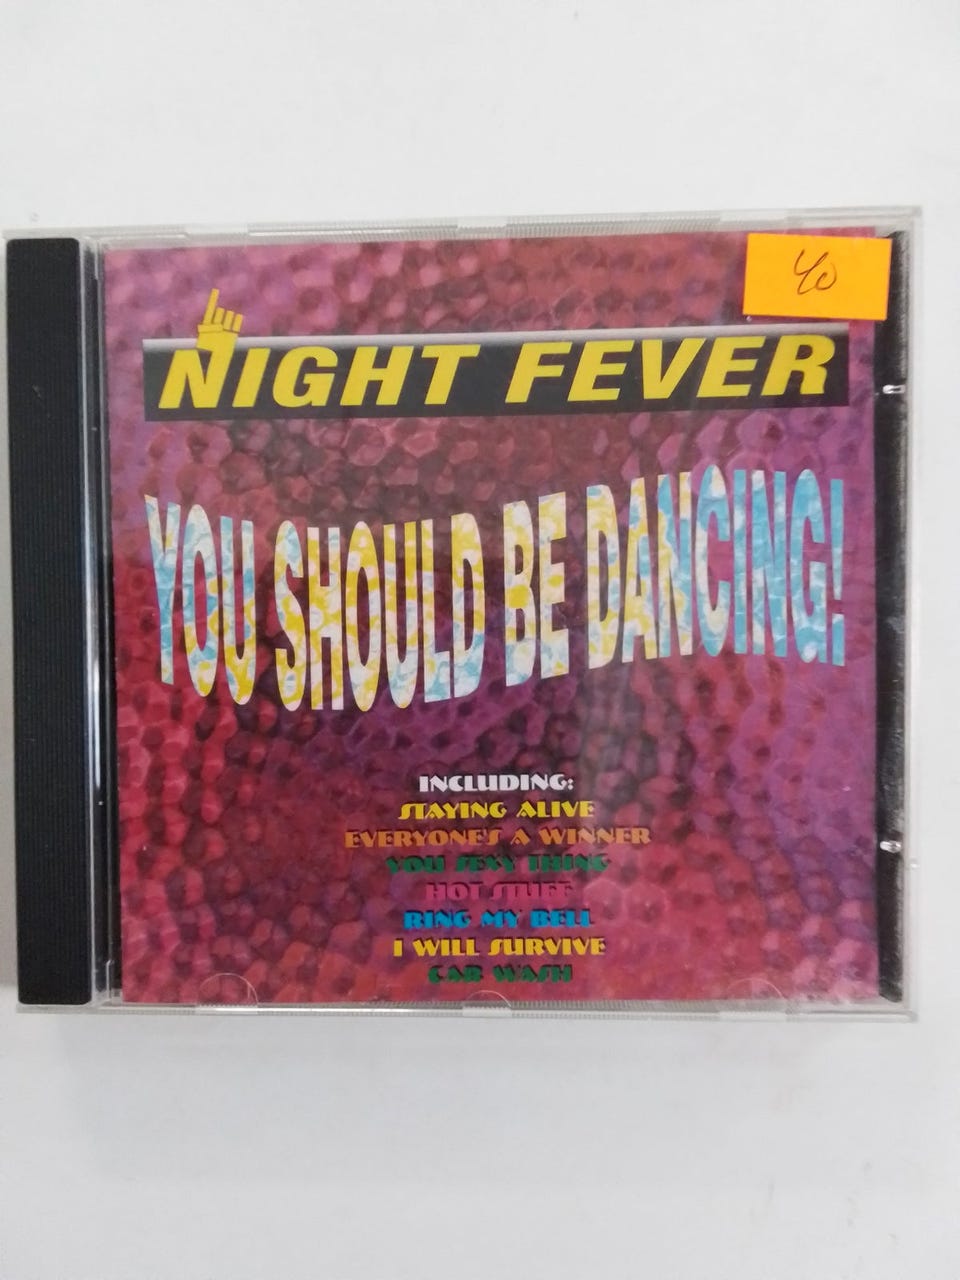 40
NIGHT FEVER
YOU SHOULD BE DANCING!
INCLUDING:
STAYING ALIVE
EVERYONE'S A WINNER
YOU SEXY THING
HOT STUFF
RING MY BELL
I WILL SURVIVE
CAR WASH